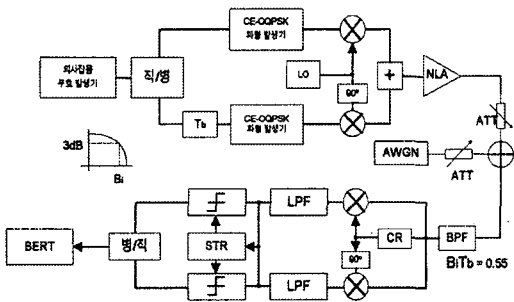 CE-OQPSK
파형 발생기
의사잡음
부호 발생기
직/병
LO
90°
+
NLA
Tb
CE-OQPSK
파형 발생기
ATT
3dB
Bi
AWGN
ATT
LPF
BERT
병/직
STR
CR
BPF
90°
BiTb = 0.55
LPF